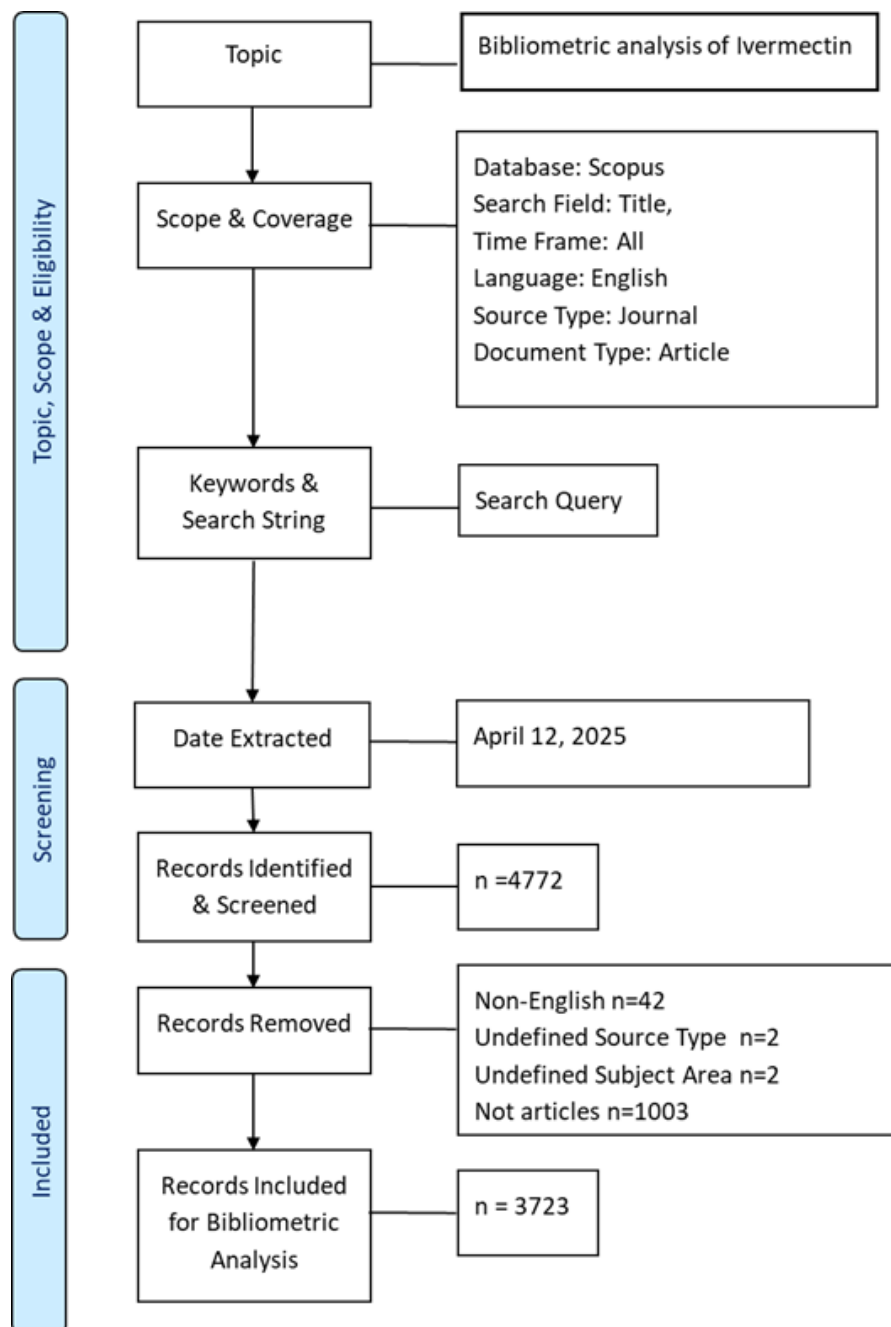 Topic, Scope & Eligibility
Topic
Bibliometric analysis of Ivermectin
Scope & Coverage
Database: Scopus
Search Field: Title,
Time Frame: All
Language: English
Source Type: Journal
Document Type: Article
Keywords &
Search String
Search Query
Screening
Date Extracted
April 12, 2025
Records Identified
& Screened
n =4772
Included
Records Removed
Non-English n=42
Undefined Source Type  n=2
Undefined Subject Area n=2
Not articles n=1003
Records Included
for Bibliometric
Analysis
n = 3723